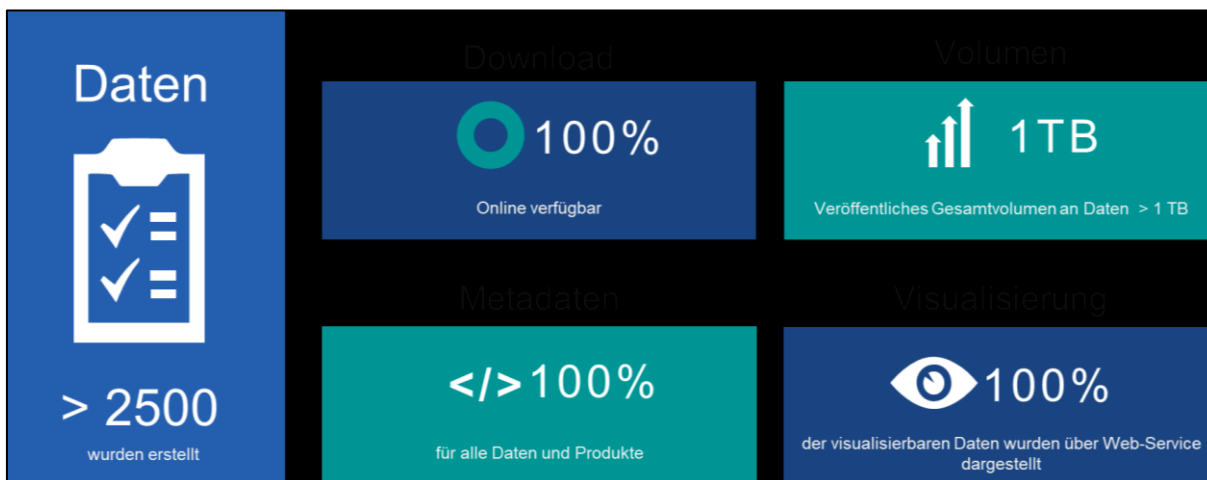 Daten
> 2500
wurden erstellt
Download
100%
Online verfügbar
Volumen
1TB
Veröffentliches Gesamtvolumen an Daten > 1 TB
Metadaten
</>100%
für alle Daten und Produkte
Visualisierung
100%
der visualisierbaren Daten wurden über Web-Service
dargestellt